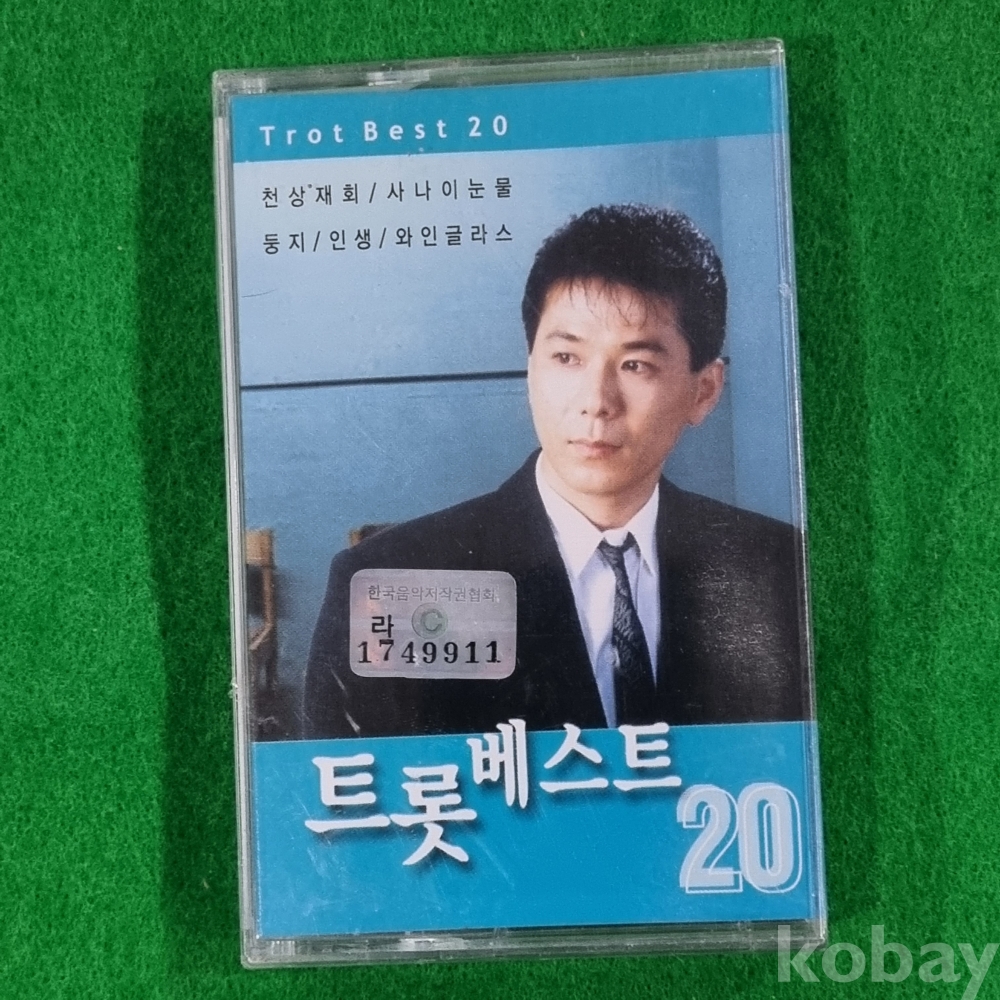 Trot Best 20
천상재회/사나이눈물
둥지/인생/와인글라스
한국음악저작권협회
라 C
1749911
트롯베스트
20
kobay